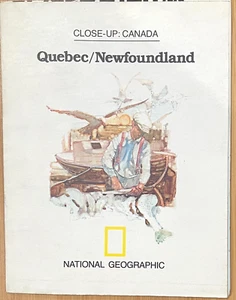 CLOSE-UP: CANADA
Quebec/Newfoundland
NATIONAL GEOGRAPHIC